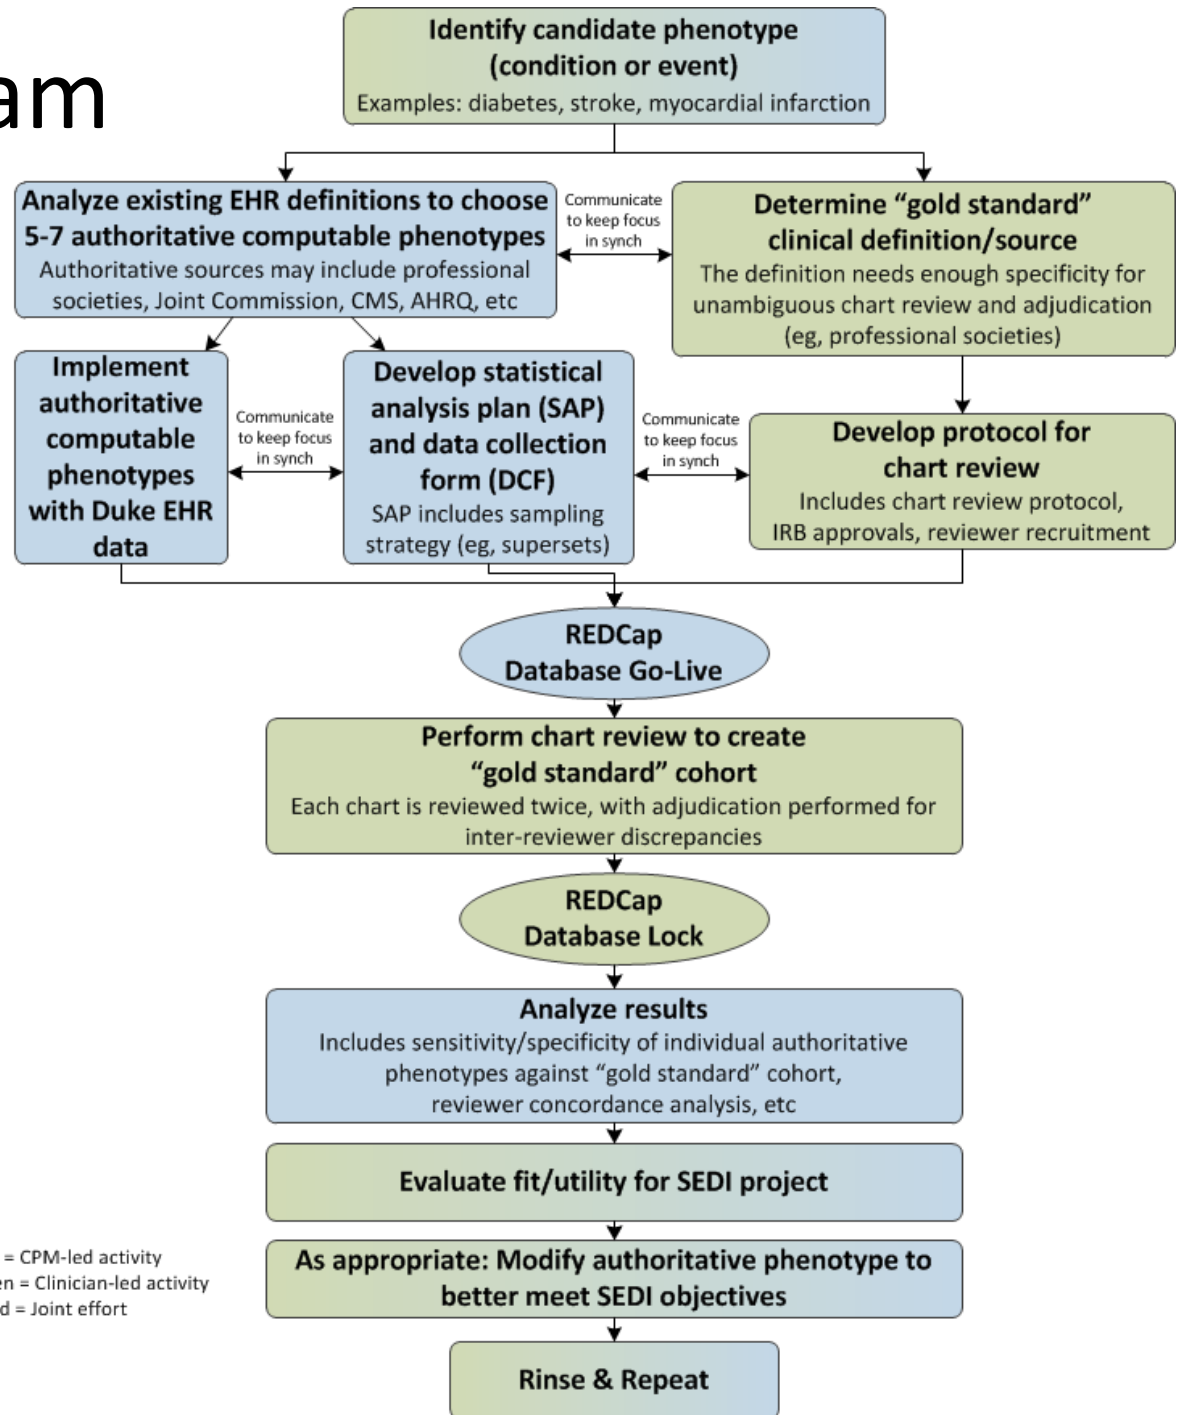 am
Identify candidate phenotype
(condition or event)
Examples: diabetes, stroke, myocardial infarction
Analyze existing EHR definitions to choose
5-7 authoritative computable phenotypes
Authoritative sources may include professional
societies, Joint Commission, CMS, AHRQ, etc
Communicate
to keep focus
in synch
Determine “gold standard”
clinical definition/source
The definition needs enough specificity for
unambiguous chart review and adjudication
(eg, professional societies)
Implement
authoritative
computable
phenotypes
with Duke EHR
data
Communicate
to keep focus
in synch
Develop statistical
analysis plan (SAP)
and data collection
form (DCF)
SAP includes sampling
strategy (eg, supersets)
Communicate
to keep focus
in synch
Develop protocol for
chart review
Includes chart review protocol,
IRB approvals, reviewer recruitment
REDCap
Database Go-Live
Perform chart review to create
“gold standard” cohort
Each chart is reviewed twice, with adjudication performed for
inter-reviewer discrepancies
REDCap
Database Lock
Analyze results
Includes sensitivity/specificity of individual authoritative
phenotypes against “gold standard” cohort,
reviewer concordance analysis, etc
Evaluate fit/utility for SEDI project
As appropriate: Modify authoritative phenotype to
better meet SEDI objectives
Rinse & Repeat
= CPM-led activity
en = Clinician-led activity
d = Joint effort